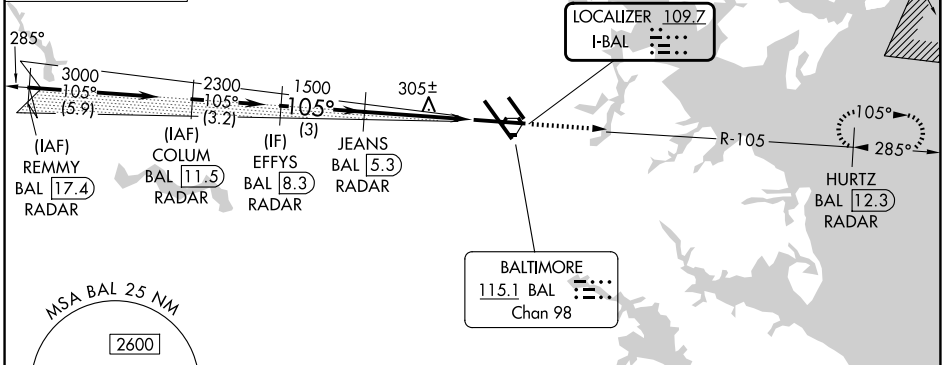 LOCALIZER 109.7
I-BAL
285°
3000
105°
(5.9)
2300
105°
(3.2)
1500
105°
(3)
305±
(IAF)
REMMY
BAL 17.4
RADAR
(IAF)
COLUM
BAL 11.5
RADAR
(IF)
EFFYS
BAL 8.3
RADAR
JEANS
BAL 5.3
RADAR
R-105
105°
285°
HURTZ
BAL 12.3
RADAR
BALTIMORE
115.1 BAL
Chan 98
MSA BAL 25 NM
2600